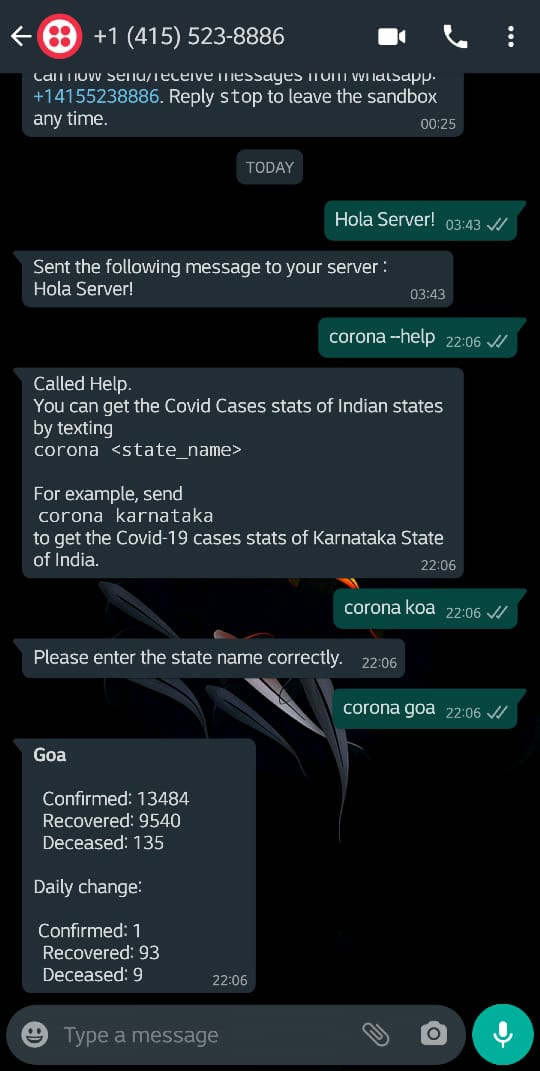 +1 (415) 523-8886
can now send/receive messages from whatsapp:
+14155238886. Reply stop to leave the sandbox
any time.
00:25
TODAY
Hola Server! 03:43
Sent the following message to your server :
Hola Server!
03:43
corona --help 22:06
Called Help.
You can get the Covid Cases stats of Indian states
by texting
corona <state_name>
For example, send
corona karnataka
to get the Covid-19 cases stats of Karnataka State
of India.
22:06
corona koa 22:06
Please enter the state name correctly. 22:06
corona goa 22:06
Goa
Confirmed: 13484
Recovered: 9540
Deceased: 135
Daily change:
Confirmed: 1
Recovered: 93
Deceased: 9
22:06
Type a message